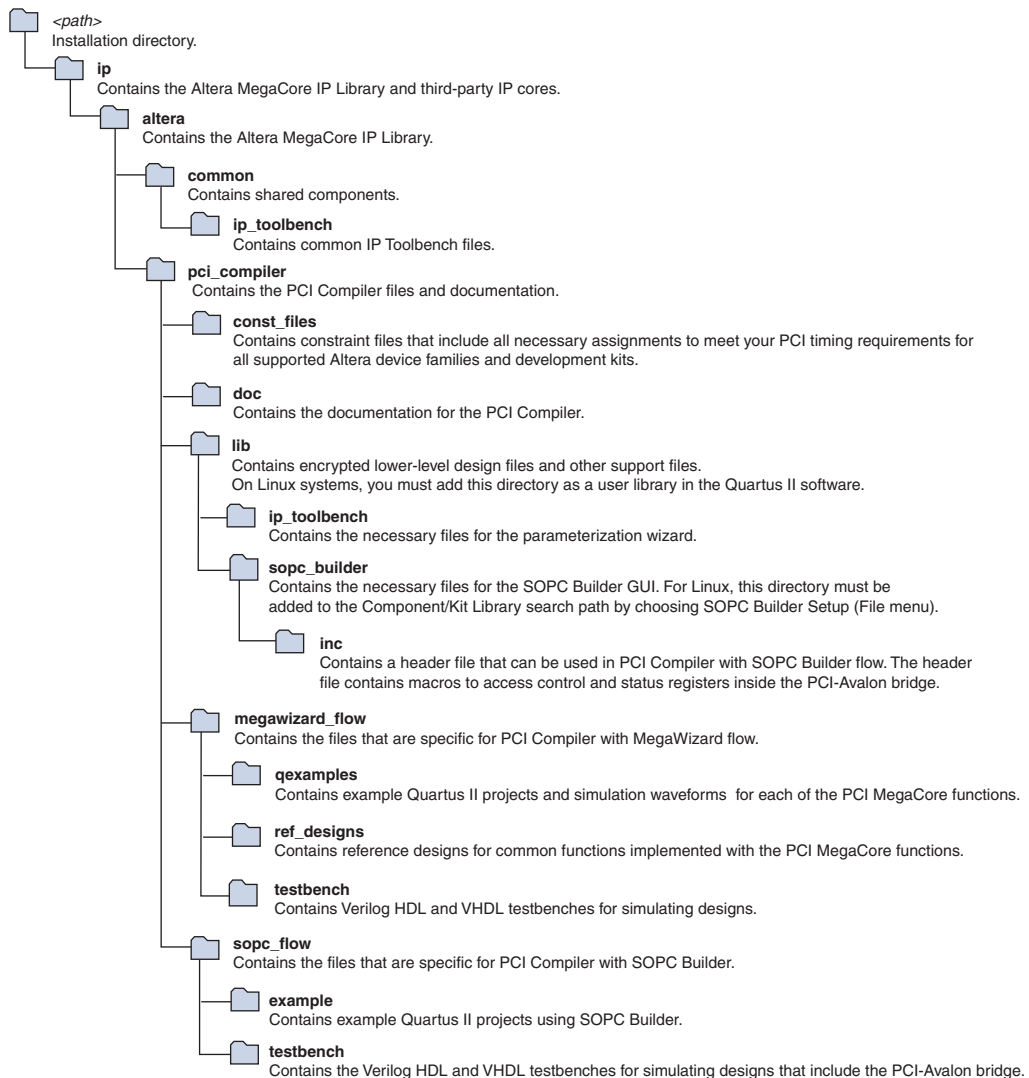 <path>
Installation directory.
ip
Contains the Altera MegaCore IP Library and third-party IP cores.
altera
Contains the Altera MegaCore IP Library.
common
Contains shared components.
ip_toolbench
Contains common IP Toolbench files.
pci_compiler
Contains the PCI Compiler files and documentation.
const_files
Contains constraint files that include all necessary assignments to meet your PCI timing requirements for
all supported Altera device families and development kits.
doc
Contains the documentation for the PCI Compiler.
lib
Contains encrypted lower-level design files and other support files.
On Linux systems, you must add this directory as a user library in the Quartus II software.
ip_toolbench
Contains the necessary files for the parameterization wizard.
sopc_builder
Contains the necessary files for the SOPC Builder GUI. For Linux, this directory must be
added to the Component/Kit Library search path by choosing SOPC Builder Setup (File menu).
inc
Contains a header file that can be used in PCI Compiler with SOPC Builder flow. The header
file contains macros to access control and status registers inside the PCI-Avalon bridge.
megawizard_flow
Contains the files that are specific for PCI Compiler with MegaWizard flow.
qexamples
Contains example Quartus II projects and simulation waveforms for each of the PCI MegaCore functions.
ref_designs
Contains reference designs for common functions implemented with the PCI MegaCore functions.
testbench
Contains Verilog HDL and VHDL testbenches for simulating designs.
sopc_flow
Contains the files that are specific for PCI Compiler with SOPC Builder.
example
Contains example Quartus II projects using SOPC Builder.
testbench
Contains the Verilog HDL and VHDL testbenches for simulating designs that include the PCI-Avalon bridge.